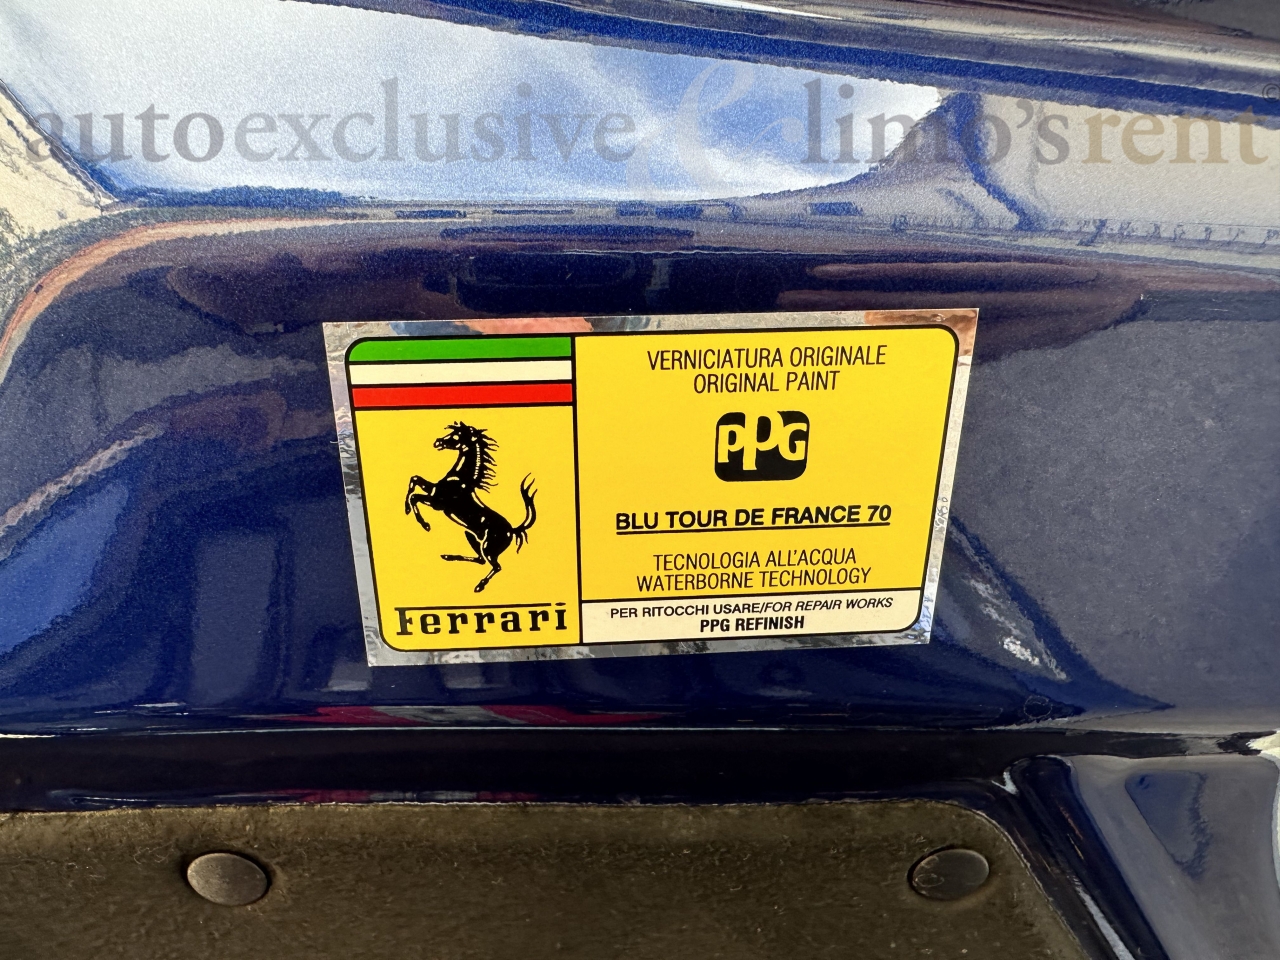 autoexclusive & limo'srent ©
VERNICIATURA ORIGINALE
ORIGINAL PAINT
PPG
BLU TOUR DE FRANCE 70
TECNOLOGIA ALL'ACQUA
WATERBORNE TECHNOLOGY
PER RITOCCHI USARE/FOR REPAIR WORKS
PPG REFINISH
Ferrari